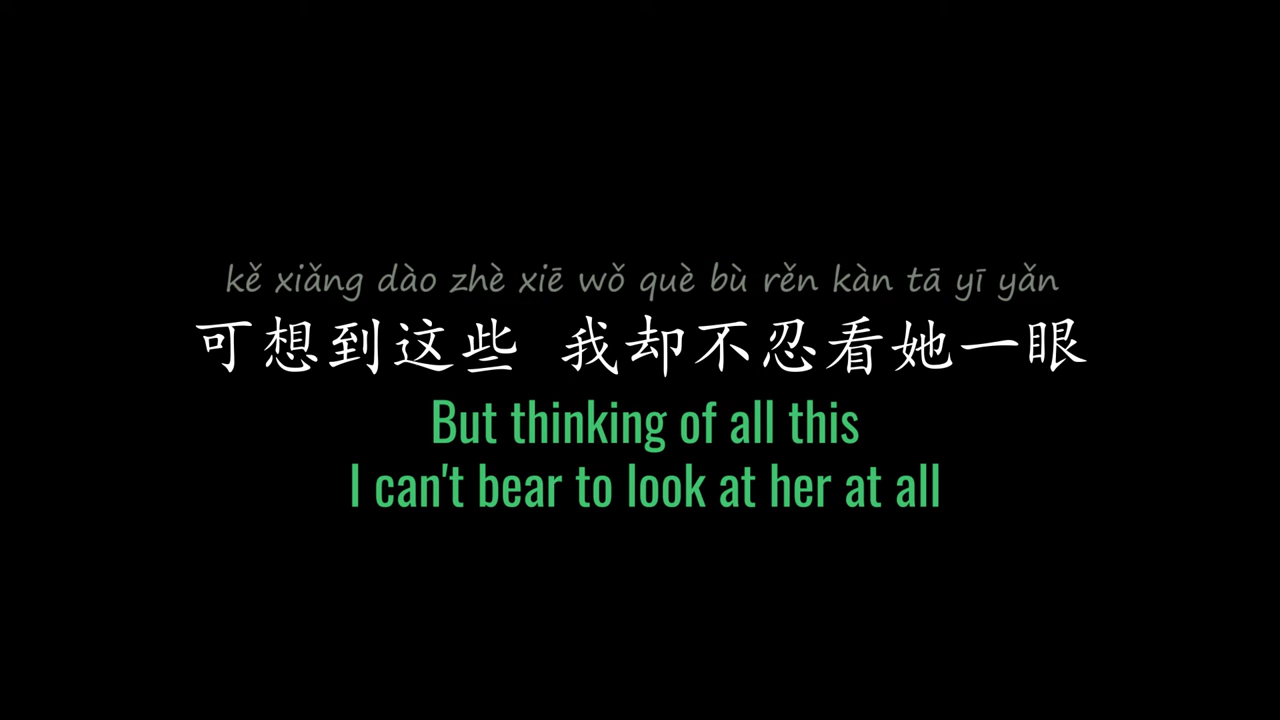 kě xiǎng dào zhè xiē wǒ què bù rěn kàn tā yī yǎn
可想到这些 我却不忍看她一眼
But thinking of all this
I can't bear to look at her at all